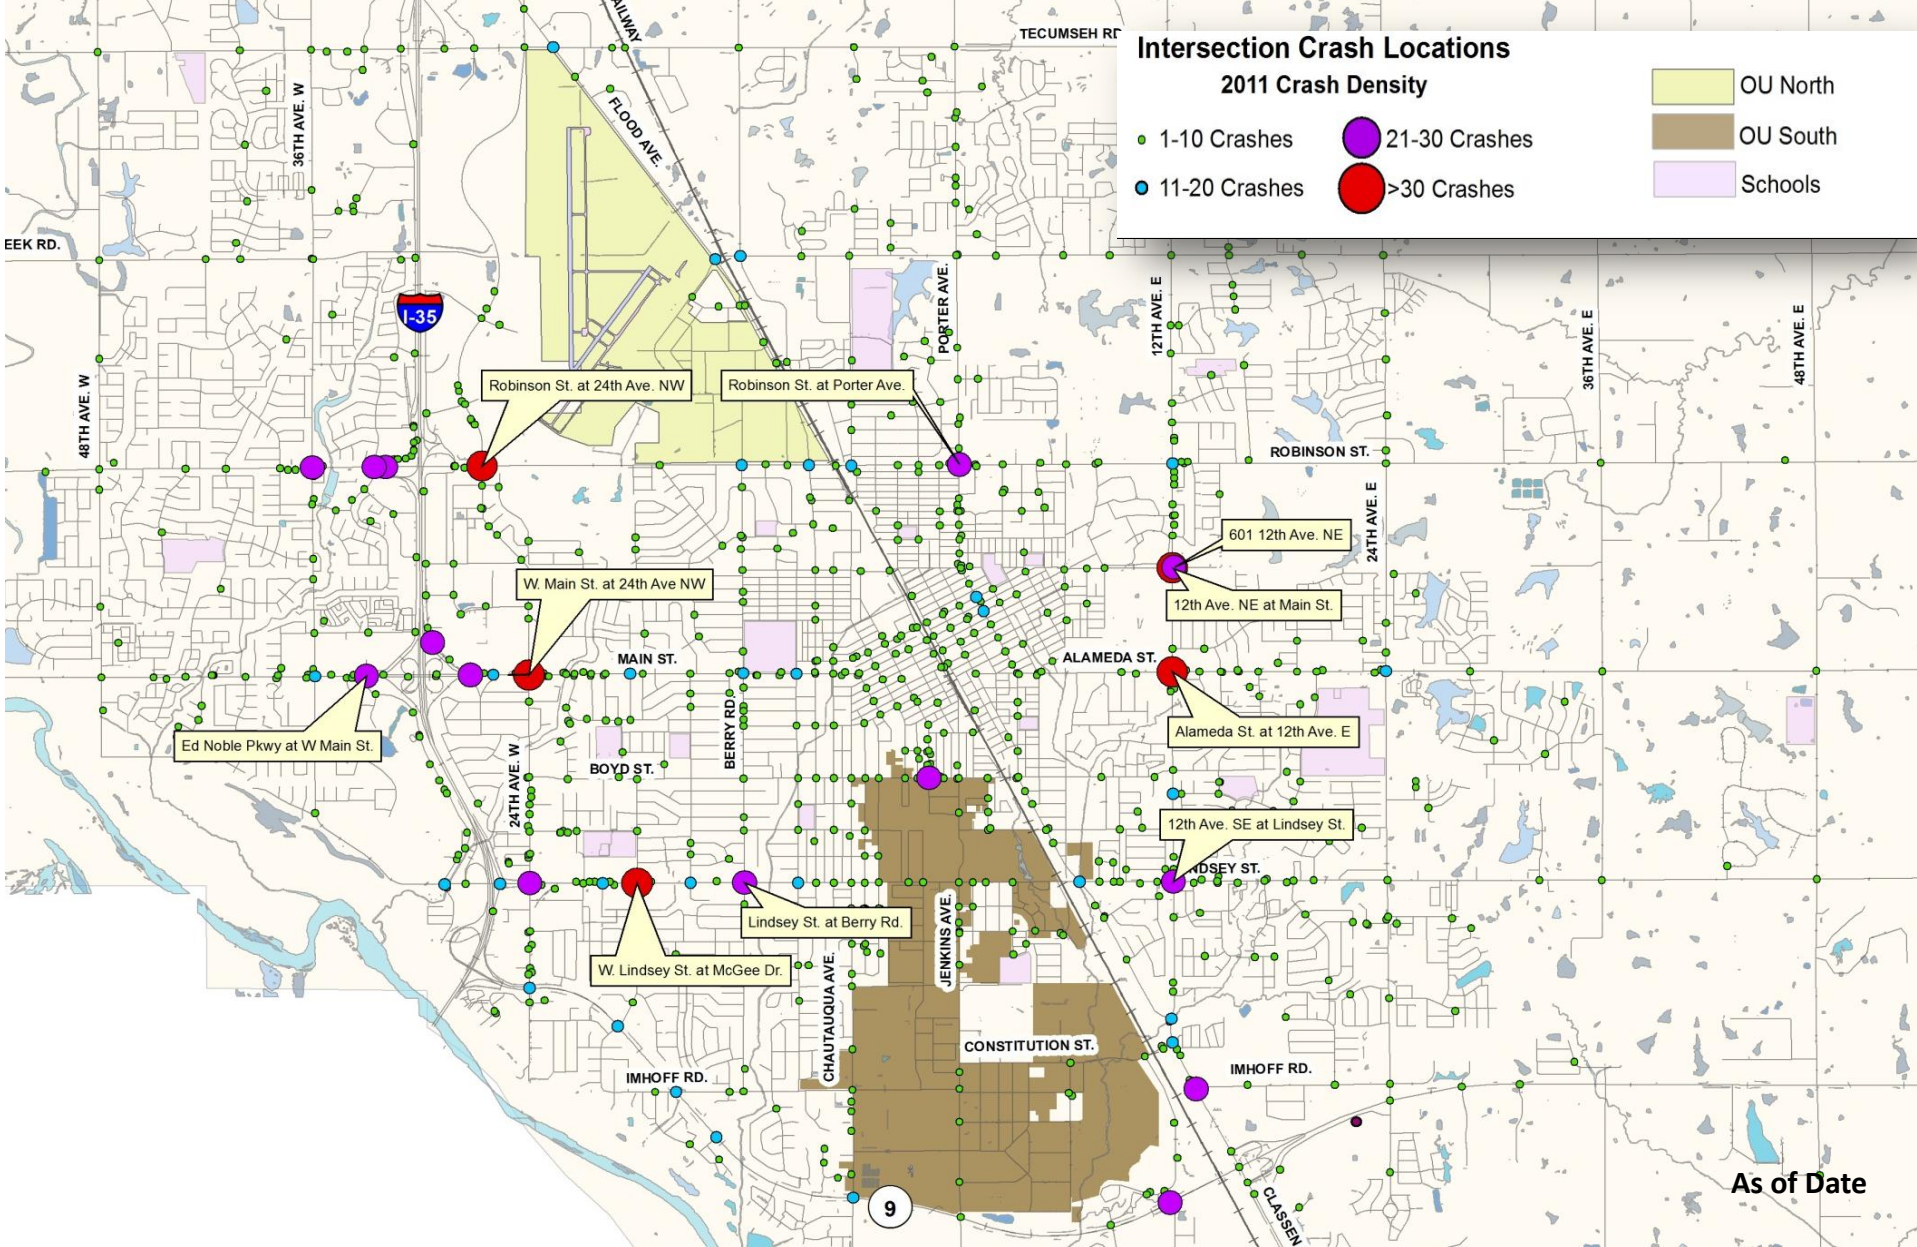 AILWAY
TECUMSEH RD
Intersection Crash Locations
2011 Crash Density
1-10 Crashes
21-30 Crashes
11-20 Crashes
>30 Crashes
OU North
OU South
Schools
36TH AVE. W
FLOOD AVE.
EEK RD.
I-35
PORTER AVE.
12TH AVE. E
36TH AVE. E
48TH AVE. E
48TH AVE. W
Robinson St. at 24th Ave. NW
Robinson St. at Porter Ave.
ROBINSON ST.
24TH AVE. E
601 12th Ave. NE
W. Main St. at 24th Ave NW
12th Ave. NE at Main St.
MAIN ST.
ALAMEDA ST.
BERRY RD.
Ed Noble Pkwy at W Main St.
Alameda St. at 12th Ave. E
24TH AVE. W
BOYD ST.
12th Ave. SE at Lindsey St.
NDSEY ST.
Lindsey St. at Berry Rd.
W. Lindsey St. at McGee Dr.
JENKINS AVE.
CHAUTAUQUA AVE.
CONSTITUTION ST.
IMHOFF RD.
IMHOFF RD.
9
CLASSEN
As of Date